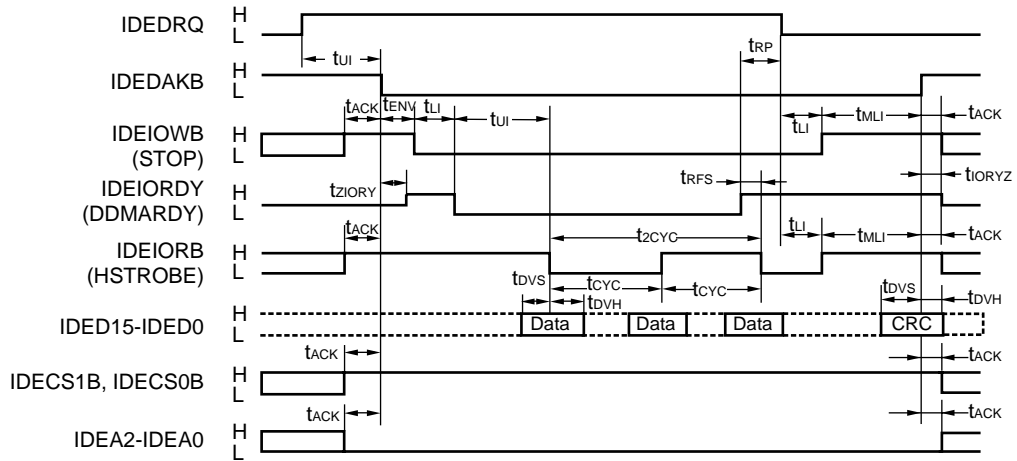 IDEDRQ H
L
tUI tRP
IDEDAKB H
L
tACK tENV tLI tUI tLI tMLI tACK
IDEIOWB H
(STOP) L
tZIORY tRFS tIORYZ
IDEIORDY H
(DDMARDY) L
tACK t2CYC tLI tMLI tACK
IDEIORB H
(HSTROBE) L
tDVS tCYC tCYC tDVS
tDVH tDVH
IDED15-IDED0 H
L
Data Data Data CRC
tACK tACK
IDECS1B, IDECS0B H
L
tACK tACK
IDEA2-IDEA0 H
L